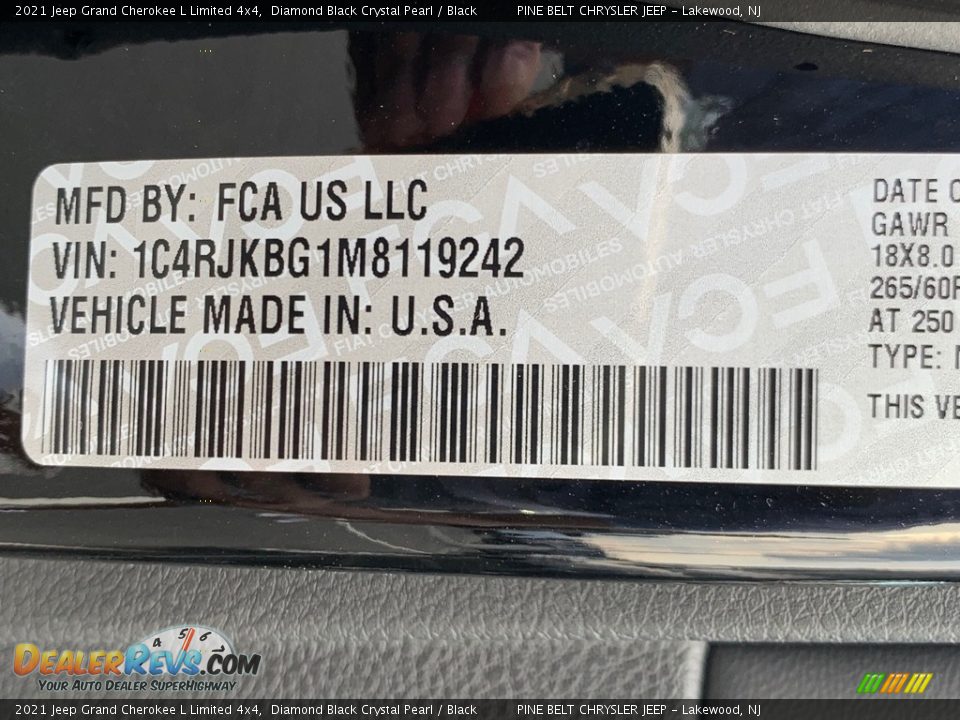 2021 Jeep Grand Cherokee L Limited 4x4, Diamond Black Crystal Pearl / Black PINE BELT CHRYSLER JEEP - Lakewood, NJ
MFD BY: FCA US LLC
VIN: 1C4RJKBG1M8119242
VEHICLE MADE IN: U.S.A.
DATE
GAWR
18X8.0
265/60R
AT 250
TYPE:
THIS
4 5 6
DEALERREVS.COM
YOUR AUTO DEALER SUPERHIGHWAY
2021 Jeep Grand Cherokee L Limited 4x4, Diamond Black Crystal Pearl / Black PINE BELT CHRYSLER JEEP - Lakewood, NJ